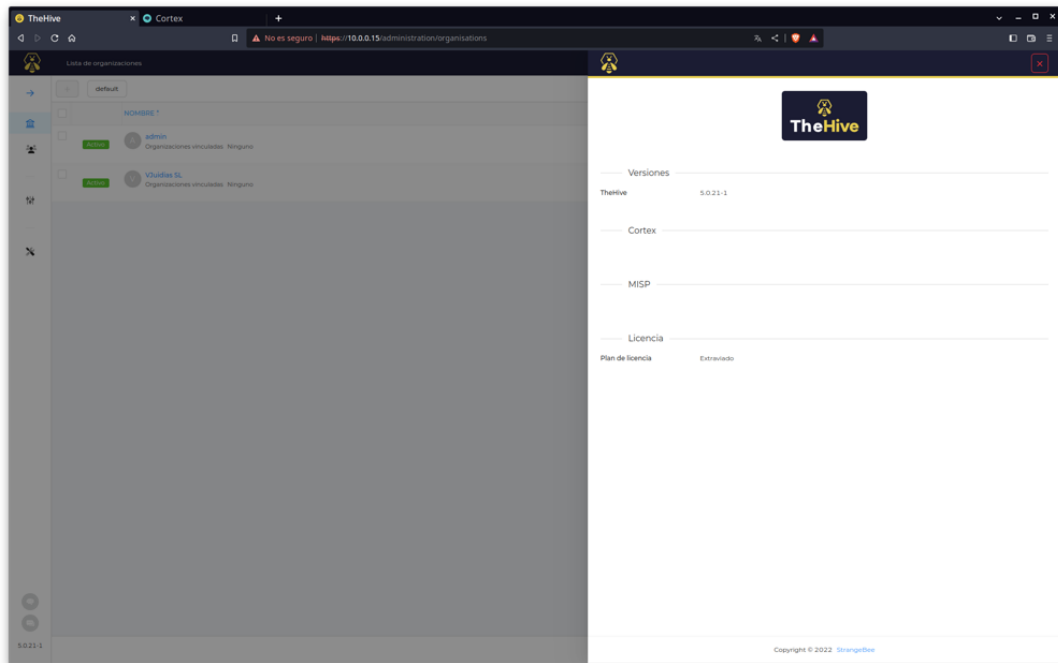 TheHive
Cortex
No es seguro | https://10.0.0.15/administration/organisations
Lista de organizaciones
default
NOMBRE
Activo
A
admin
Organizaciones vinculadas Ninguno
Activo
V
V3uidlas SL
Organizaciones vinculadas Ninguno
5.0.21-1
TheHive
Versiones
TheHive 5.0.21-1
Cortex
MISP
Licencia
Plan de licencia Extraviado
Copyright © 2022 StrangeBee